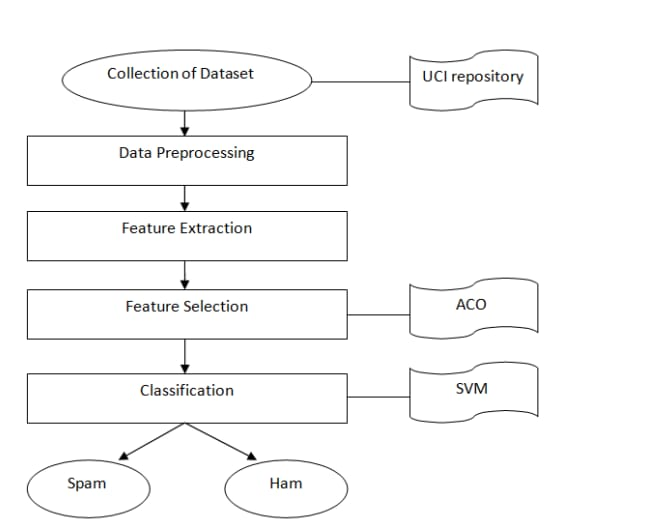 Collection of Dataset
UCI repository
Data Preprocessing
Feature Extraction
Feature Selection
ACO
Classification
SVM
Spam
Ham